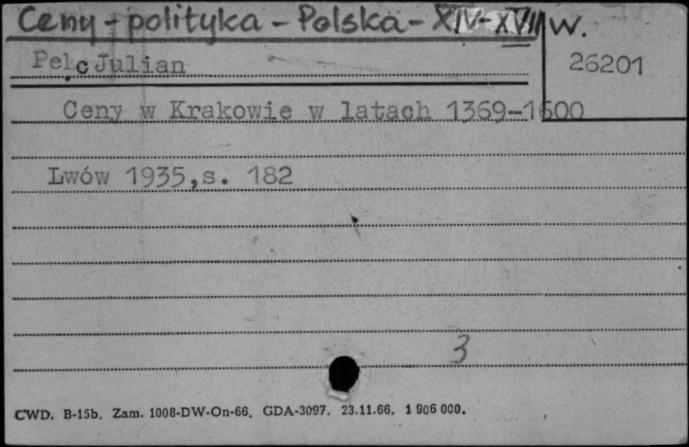 Ceny - polityka - Polska - XIV-XVII w.
Pelc Julian 26201
Ceny w Krakowie w latach 1369-1600
Lwów 1935, s. 182
3
CWD. B-15b. Zam. 1008-DW-On-66. GDA-3097. 23.11.66. 1 906 000.